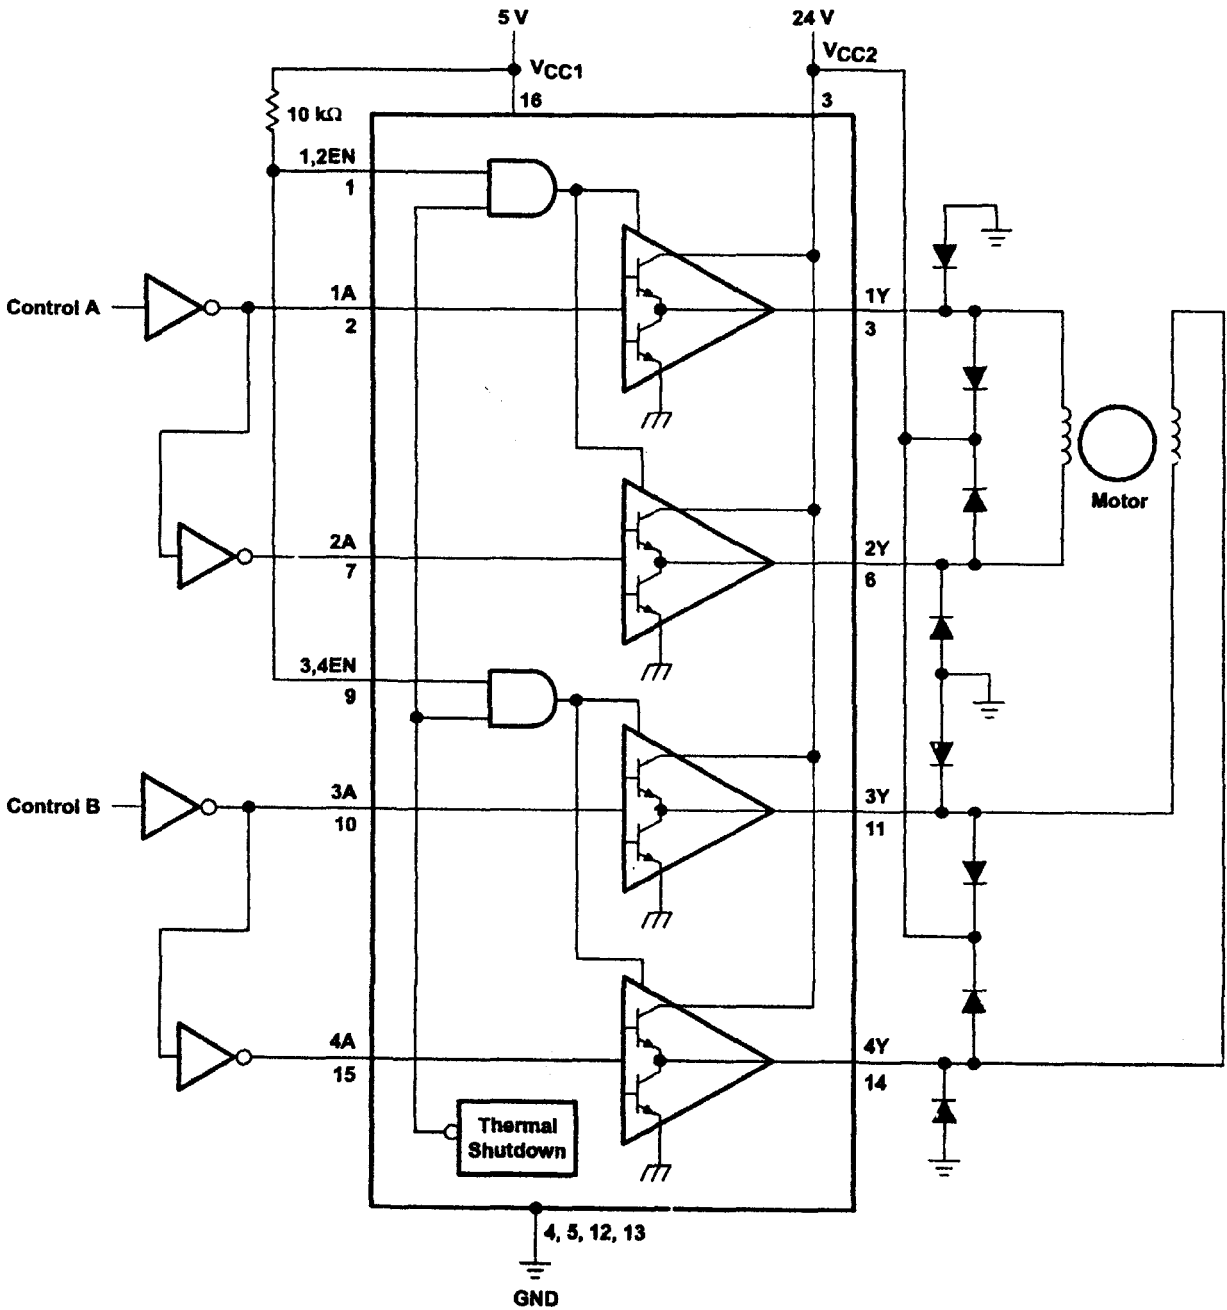 5 V
24 V
VCC1
VCC2
16
3
10 kΩ
1,2EN
1
Control A
1A
2
1Y
3
2A
7
2Y
6
Motor
3,4EN
9
Control B
3A
10
3Y
11
4A
15
4Y
14
Thermal
Shutdown
4, 5, 12, 13
GND